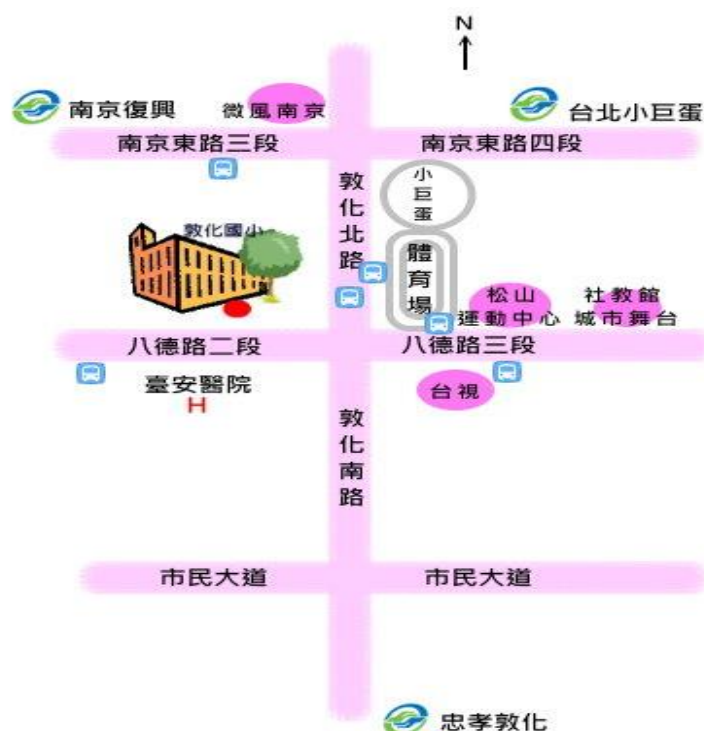 N
南京復興
微風南京
台北小巨蛋
南京東路三段
南京東路四段
敦化北路
小巨蛋
敦化國小
體育場
松山
運動中心
社教館
城市舞台
八德路二段
八德路三段
臺安醫院
H
台視
敦化南路
市民大道
市民大道
忠孝敦化